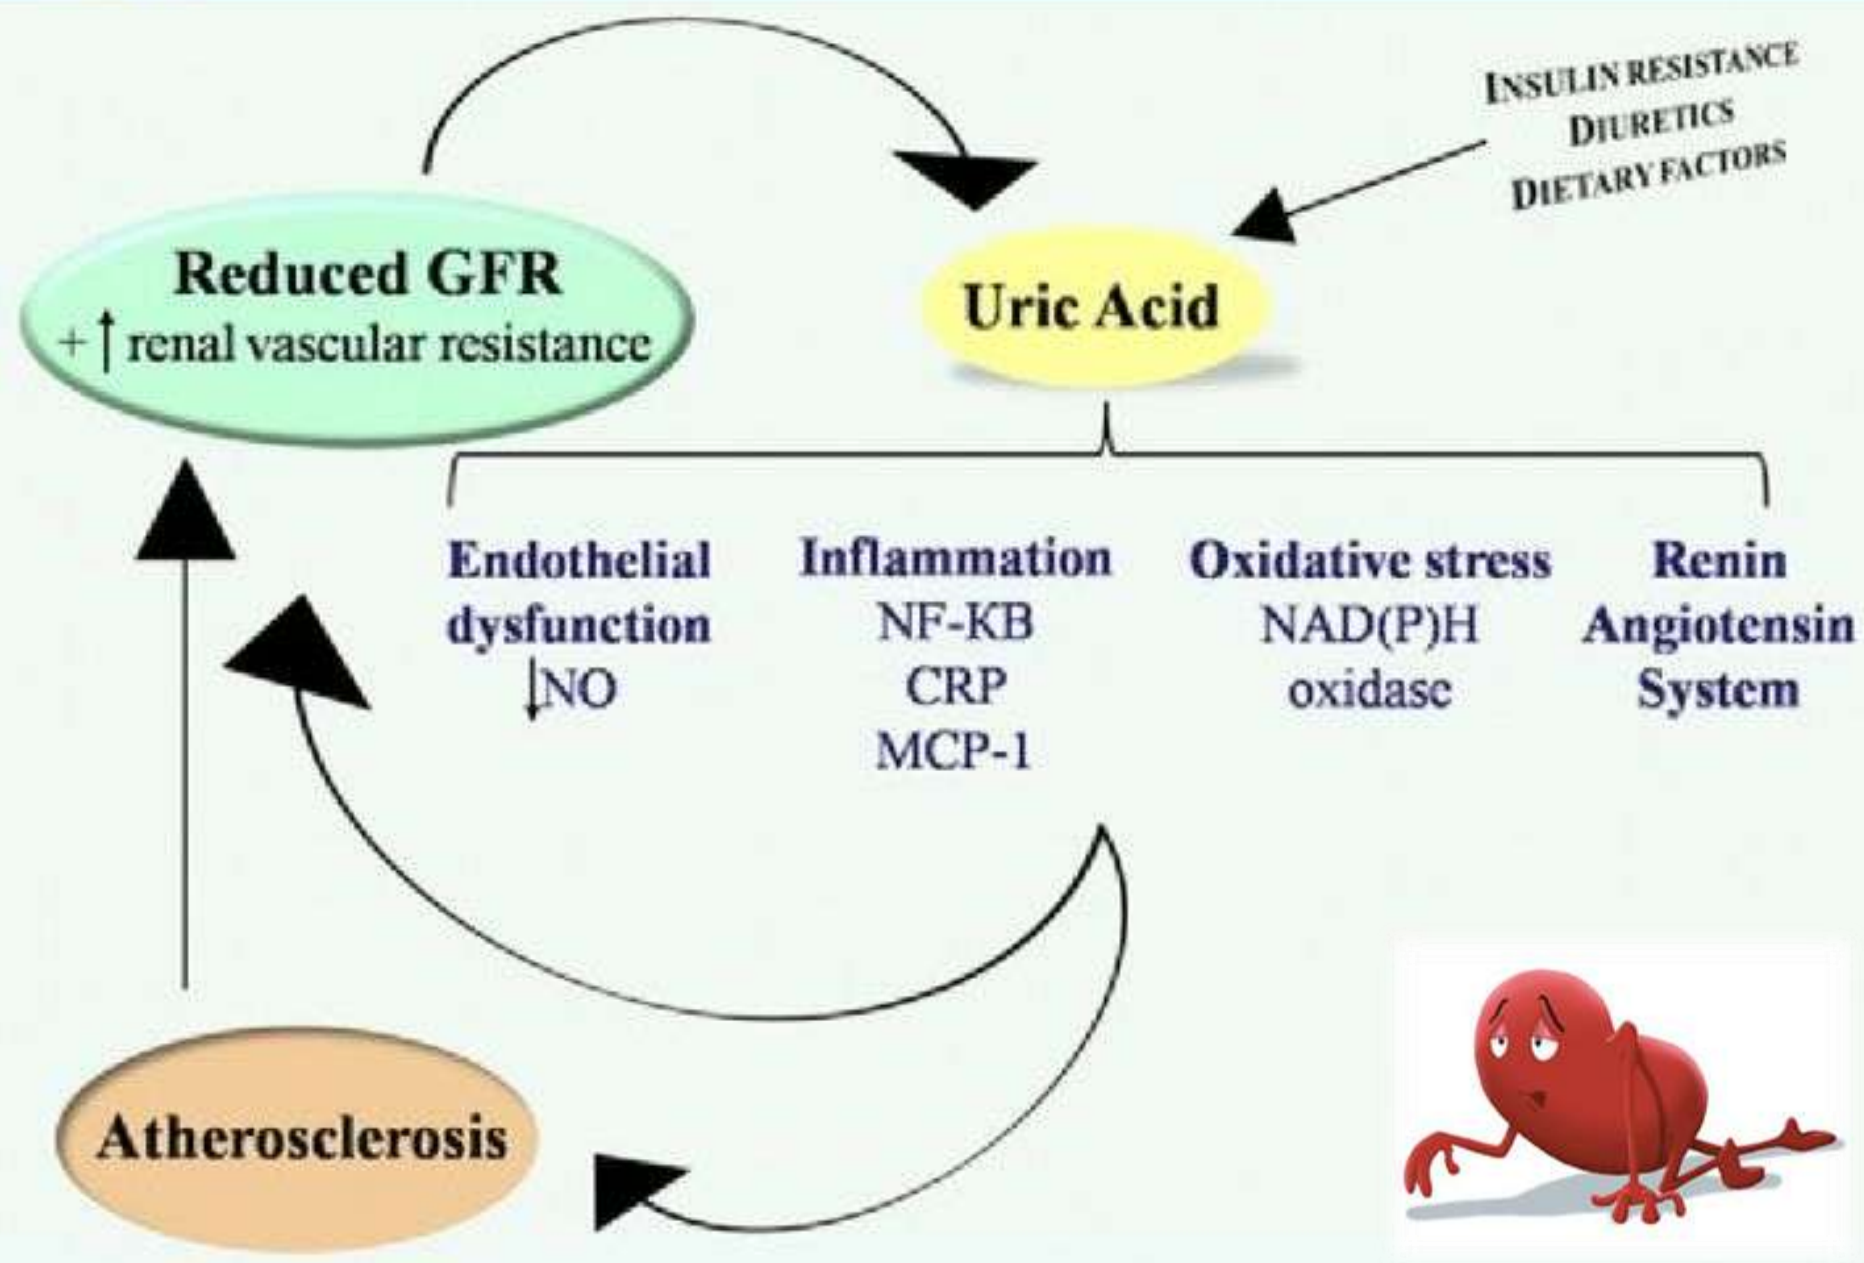 INSULIN RESISTANCE
DIURETICS
DIETARY FACTORS
Reduced GFR
+ ↑ renal vascular resistance
Uric Acid
Endothelial
dysfunction
↓NO
Inflammation
NF-KB
CRP
MCP-1
Oxidative stress
NAD(P)H
oxidase
Renin
Angiotensin
System
Atherosclerosis